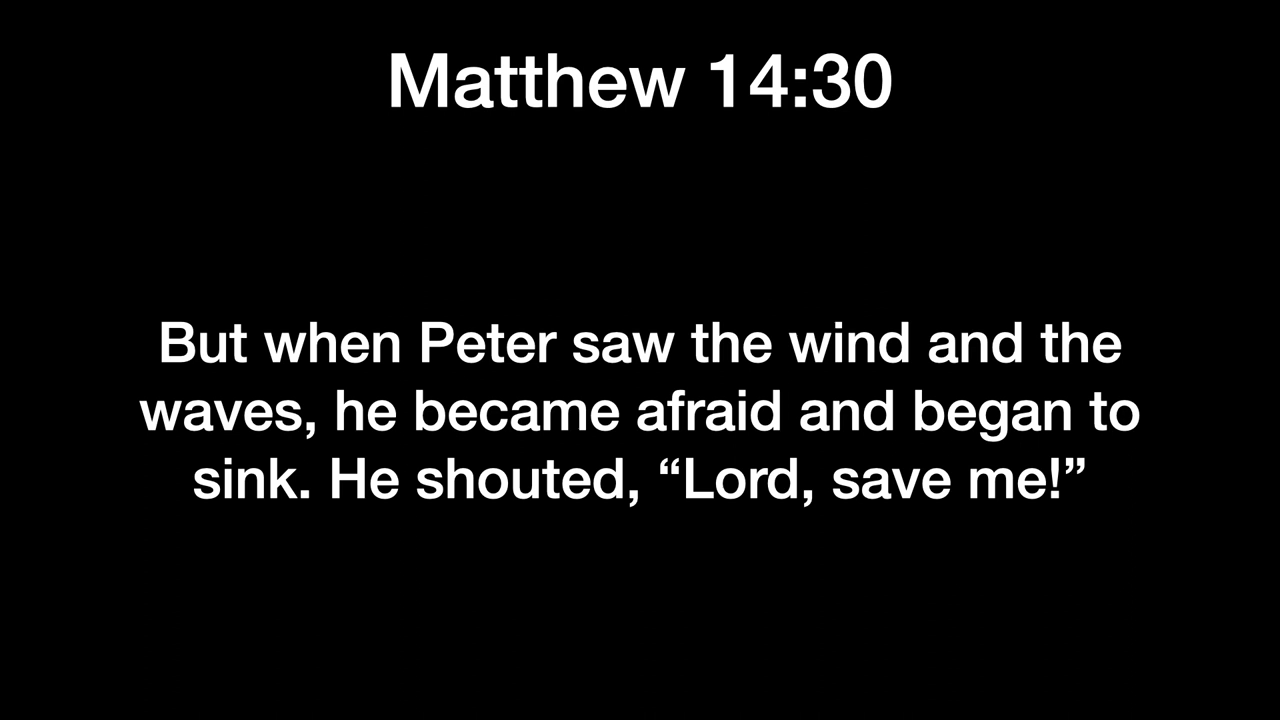 Matthew 14:30
But when Peter saw the wind and the
waves, he became afraid and began to
sink. He shouted, “Lord, save me!”